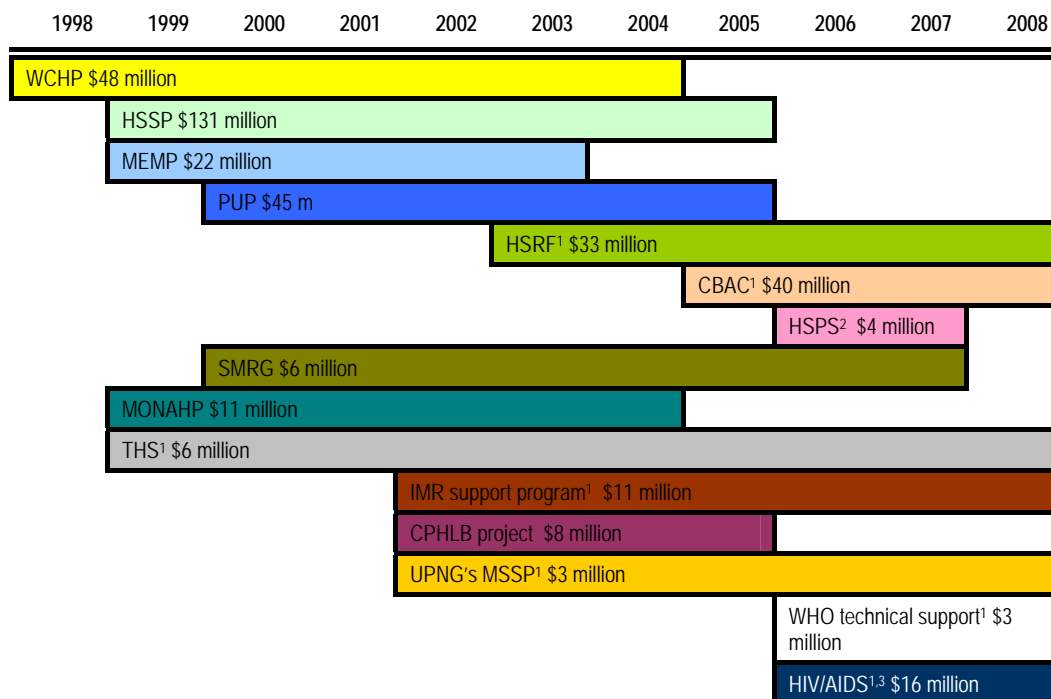 1998 1999 2000 2001 2002 2003 2004 2005 2006 2007 2008
WCHP $48 million
HSSP $131 million
MEMP $22 million
PUP $45 m
HSRF¹ $33 million
CBAC¹ $40 million
HSPS² $4 million
SMRG $6 million
MONAHP $11 million
THS¹ $6 million
IMR support program¹ $11 million
CPHLB project $8 million
UPNG's MSSP¹ $3 million
WHO technical support¹ $3
million
HIV/AIDS¹,³ $16 million